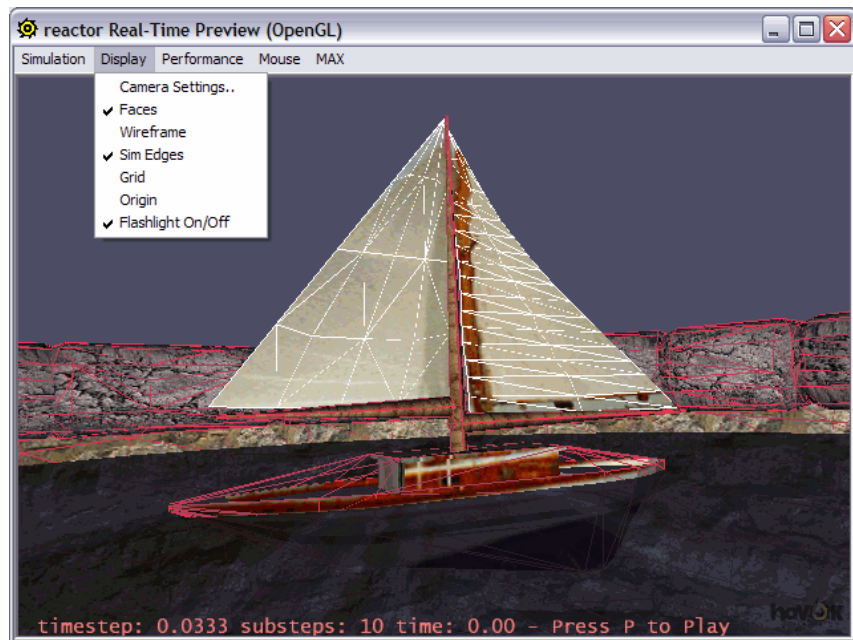 reactor Real-Time Preview (OpenGL)
Simulation Display Performance Mouse MAX
Camera Settings..
Faces
Wireframe
Sim Edges
Grid
Origin
Flashlight On/Off
havok
timestep: 0.0333 substeps: 10 time: 0.00 - Press P to Play